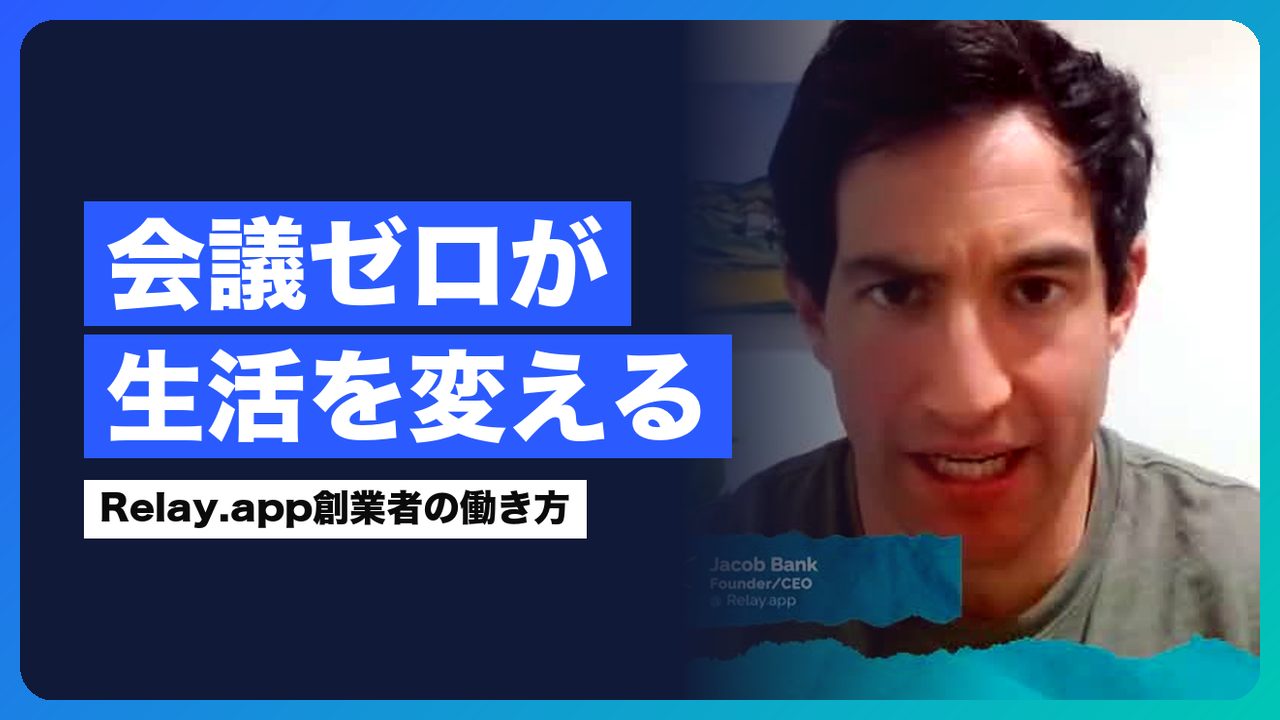 会議ゼロが
生活を変える
Relay.app創業者の働き方
Jacob Bank
Founder/CEO
@ Relay.app